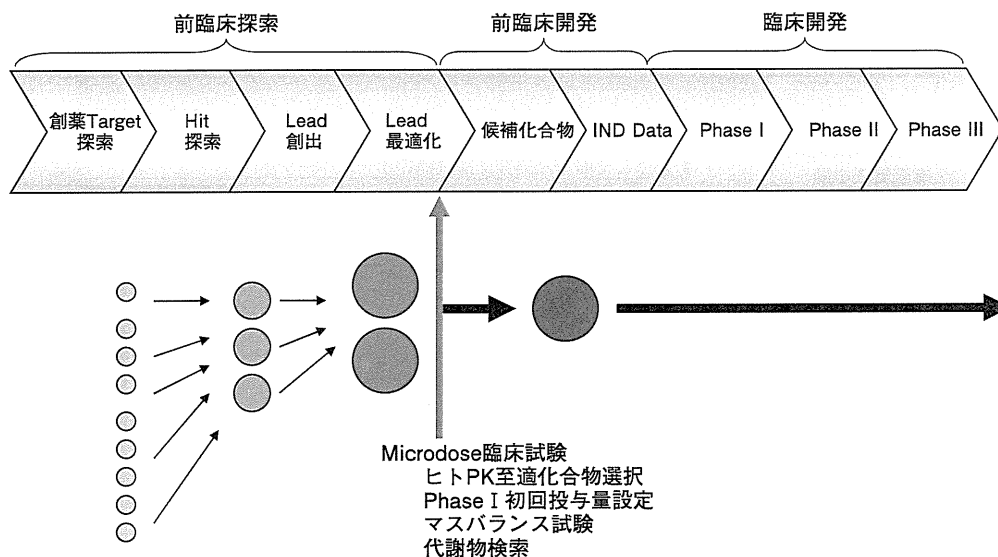 前臨床探索 前臨床開発 臨床開発
創薬Target
探索
Hit
探索
Lead
創出
Lead
最適化
候補化合物
IND Data
Phase I
Phase II
Phase III
Microdose臨床試験
ヒトPK至適化合物選択
Phase I 初回投与量設定
マスバランス試験
代謝物検索